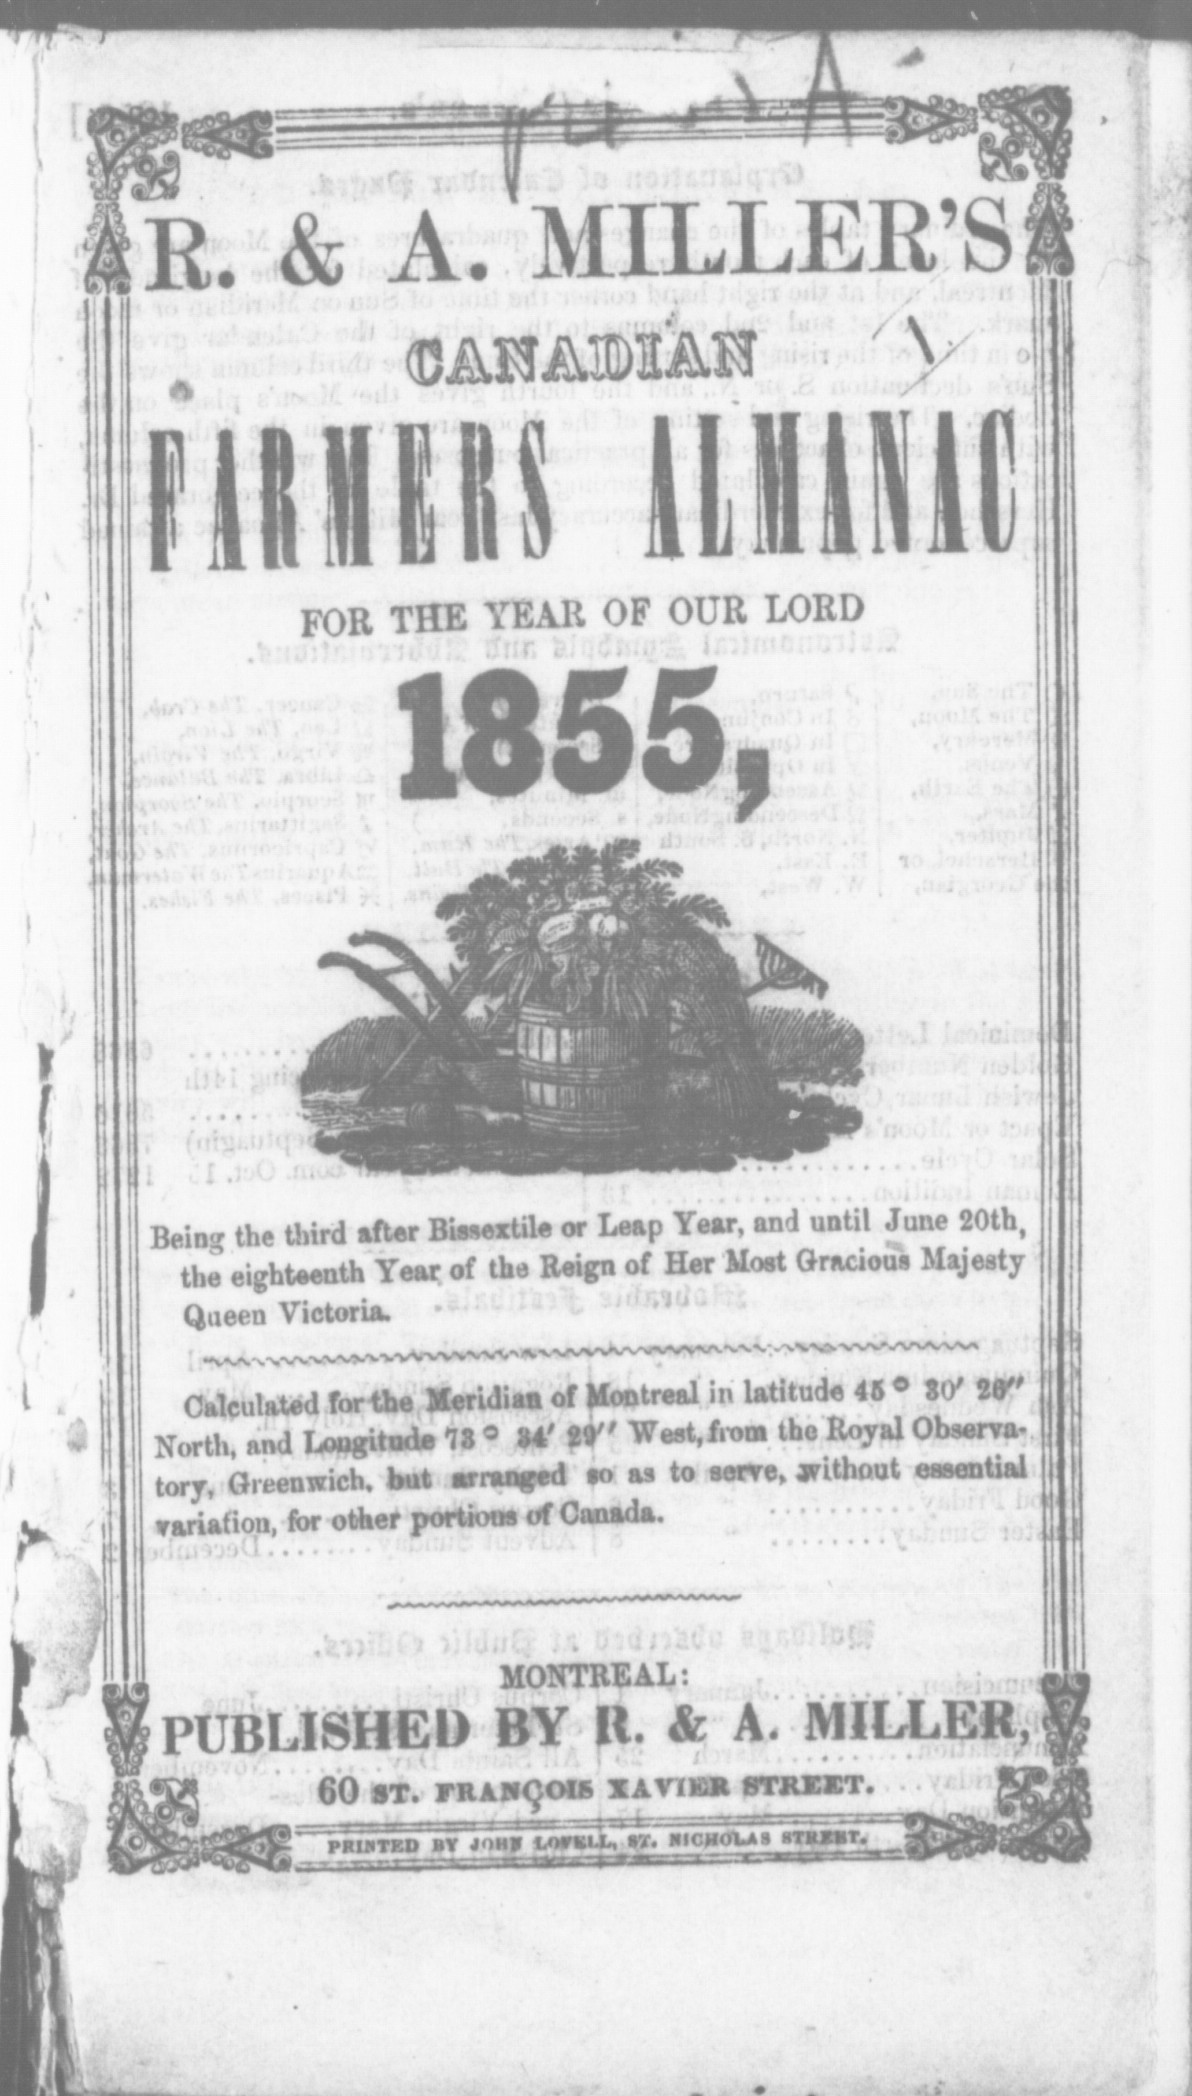 R. & A. MILLER'S
CANADIAN
FARMERS ALMANAC
FOR THE YEAR OF OUR LORD
1855,
Being the third after Bissextile or Leap Year, and until June 20th,
the eighteenth Year of the Reign of Her Most Gracious Majesty
Queen Victoria.
Calculated for the Meridian of Montreal in latitude 45° 30′ 26″
North, and Longitude 73° 34′ 29″ West, from the Royal Observa-
tory, Greenwich, but arranged so as to serve, without essential
variation, for other portions of Canada.
MONTREAL:
PUBLISHED BY R. & A. MILLER,
60 ST. FRANÇOIS XAVIER STREET.
PRINTED BY JOHN LOVELL, ST. NICHOLAS STREET.